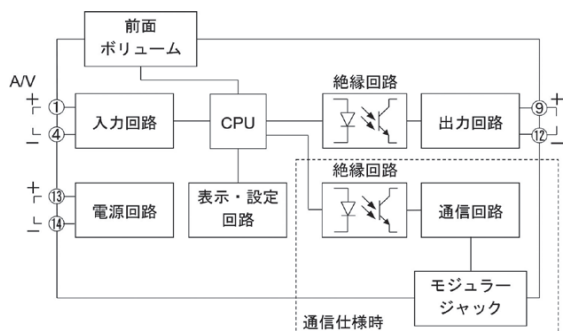 前面
ボリューム
A/V
+
①
−
④
入力回路
CPU
絶縁回路
出力回路
⑨
+
⑫
−
+
⑬
−
⑭
電源回路
表示・設定
回路
絶縁回路
通信回路
モジュラー
ジャック
通信仕様時